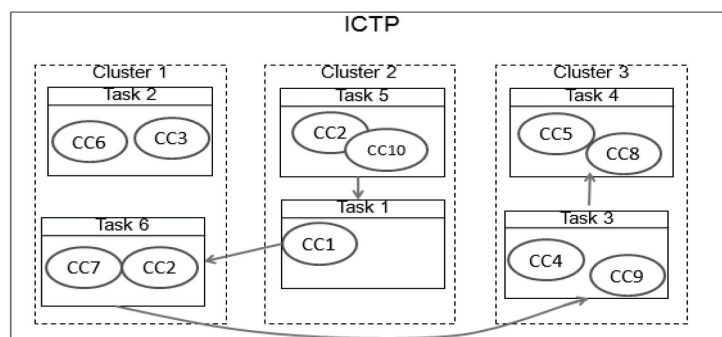 ICTP
Cluster 1
Task 2
CC6
CC3
Task 6
CC7
CC2
Cluster 2
Task 5
CC2
CC10
Task 1
CC1
Cluster 3
Task 4
CC5
CC8
Task 3
CC4
CC9